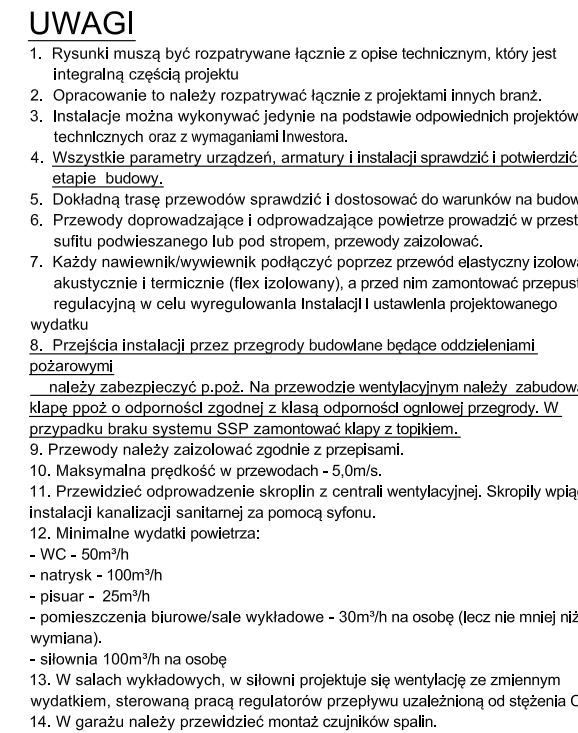 UWAGI
1. Rysunki muszą być rozpatrywane łącznie z opise technicznym, który jest
integralną częścią projektu
2. Opracowanie to należy rozpatrywać łącznie z projektami innych branż.
3. Instalacje można wykonywać jedynie na podstawie odpowiednich projektów
technicznych oraz z wymaganiami Inwestora.
4. Wszystkie parametry urządzeń, armatury i instalacji sprawdzić i potwierdzić
etapie budowy.
5. Dokładną trasę przewodów sprawdzić i dostosować do warunków na budow
6. Przewody doprowadzające i odprowadzające powietrze prowadzić w przest
sufitu podwieszanego lub pod stropem, przewody zaizolować.
7. Każdy nawiewnik/wywiewnik podłączyć poprzez przewód elastyczny izolowa
akustycznie i termicznie (flex izolowany), a przed nim zamontować przepust
regulacyjną w celu wyregulowania Instalacji I ustawienia projektowanego
wydatku
8. Przejścia instalacji przez przegrody budowlane będące oddzieleniami
pożarowymi
należy zabezpieczyć p.poż. Na przewodzie wentylacyjnym należy zabudowa
klapę ppoż o odporności zgodnej z klasą odporności ogniowej przegrody. W
przypadku braku systemu SSP zamontować klapy z topikiem.
9. Przewody należy zaizolować zgodnie z przepisami.
10. Maksymalna prędkość w przewodach - 5,0m/s.
11. Przewidzieć odprowadzenie skroplin z centrali wentylacyjnej. Skropily wpią
instalacji kanalizacji sanitarnej za pomocą syfonu.
12. Minimalne wydatki powietrza:
- WC - 50m³/h
- natrysk - 100m³/h
- pisuar - 25m³/h
- pomieszczenia biurowe/sale wykładowe - 30m³/h na osobę (lecz nie mniej niż
wymiana).
- siłownia 100m³/h na osobę
13. W salach wykładowych, w siłowni projektuje się wentylację ze zmiennym
wydatkiem, sterowaną pracą regulatorów przepływu uzależnioną od stężenia C
14. W garażu należy przewidzieć montaż czujników spalin.